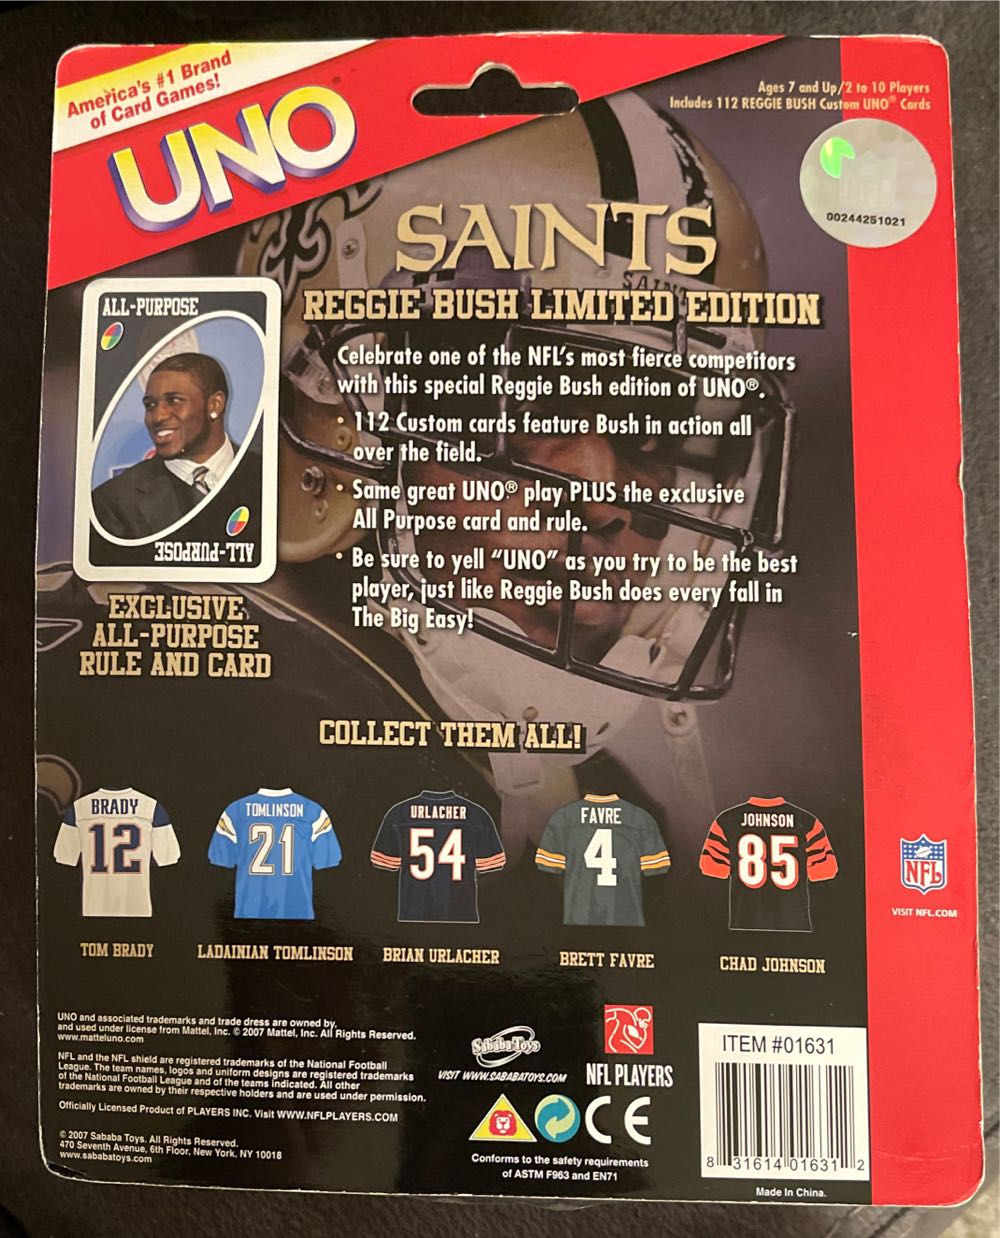 America's #1 Brand
of Card Games!
UNO®
Ages 7 and Up/2 to 10 Players
Includes 112 REGGIE BUSH Custom UNO® Cards
NFL
00244251021
SAINTS
SAINTS
REGGIE BUSH LIMITED EDITION
ALL-PURPOSE
ALL-PURPOSE
EXCLUSIVE
ALL-PURPOSE
RULE AND CARD
Celebrate one of the NFL's most fierce competitors
with this special Reggie Bush edition of UNO®.
• 112 Custom cards feature Bush in action all
over the field.
• Same great UNO® play PLUS the exclusive
All Purpose card and rule.
• Be sure to yell "UNO" as you try to be the best
player, just like Reggie Bush does every fall in
The Big Easy!
COLLECT THEM ALL!
BRADY
12
TOM BRADY
TOMLINSON
21
LADAINIAN TOMLINSON
URLACHER
54
BRIAN URLACHER
FAVRE
4
BRETT FAVRE
JOHNSON
85
CHAD JOHNSON
NFL
VISIT NFL.COM
UNO and associated trademarks and trade dress are owned by,
and used under license from Mattel, Inc. © 2007 Mattel, Inc. All Rights Reserved.
www.matteluno.com
NFL and the NFL shield are registered trademarks of the National Football
League. The team names, logos and uniform designs are registered trademarks
of the National Football League and of the teams indicated. All other
trademarks are owned by their respective holders and are used under permission.
Officially Licensed Product of PLAYERS INC. Visit WWW.NFLPLAYERS.COM
© 2007 Sababa Toys. All Rights Reserved.
470 Seventh Avenue, 6th Floor, New York, NY 10018
www.sababatoys.com
Sababa Toys
VISIT WWW.SABABATOYS.COM
NFL PLAYERS
CE
Conforms to the safety requirements
of ASTM F963 and EN71
ITEM #01631
8 31614 01631 2
Made In China.